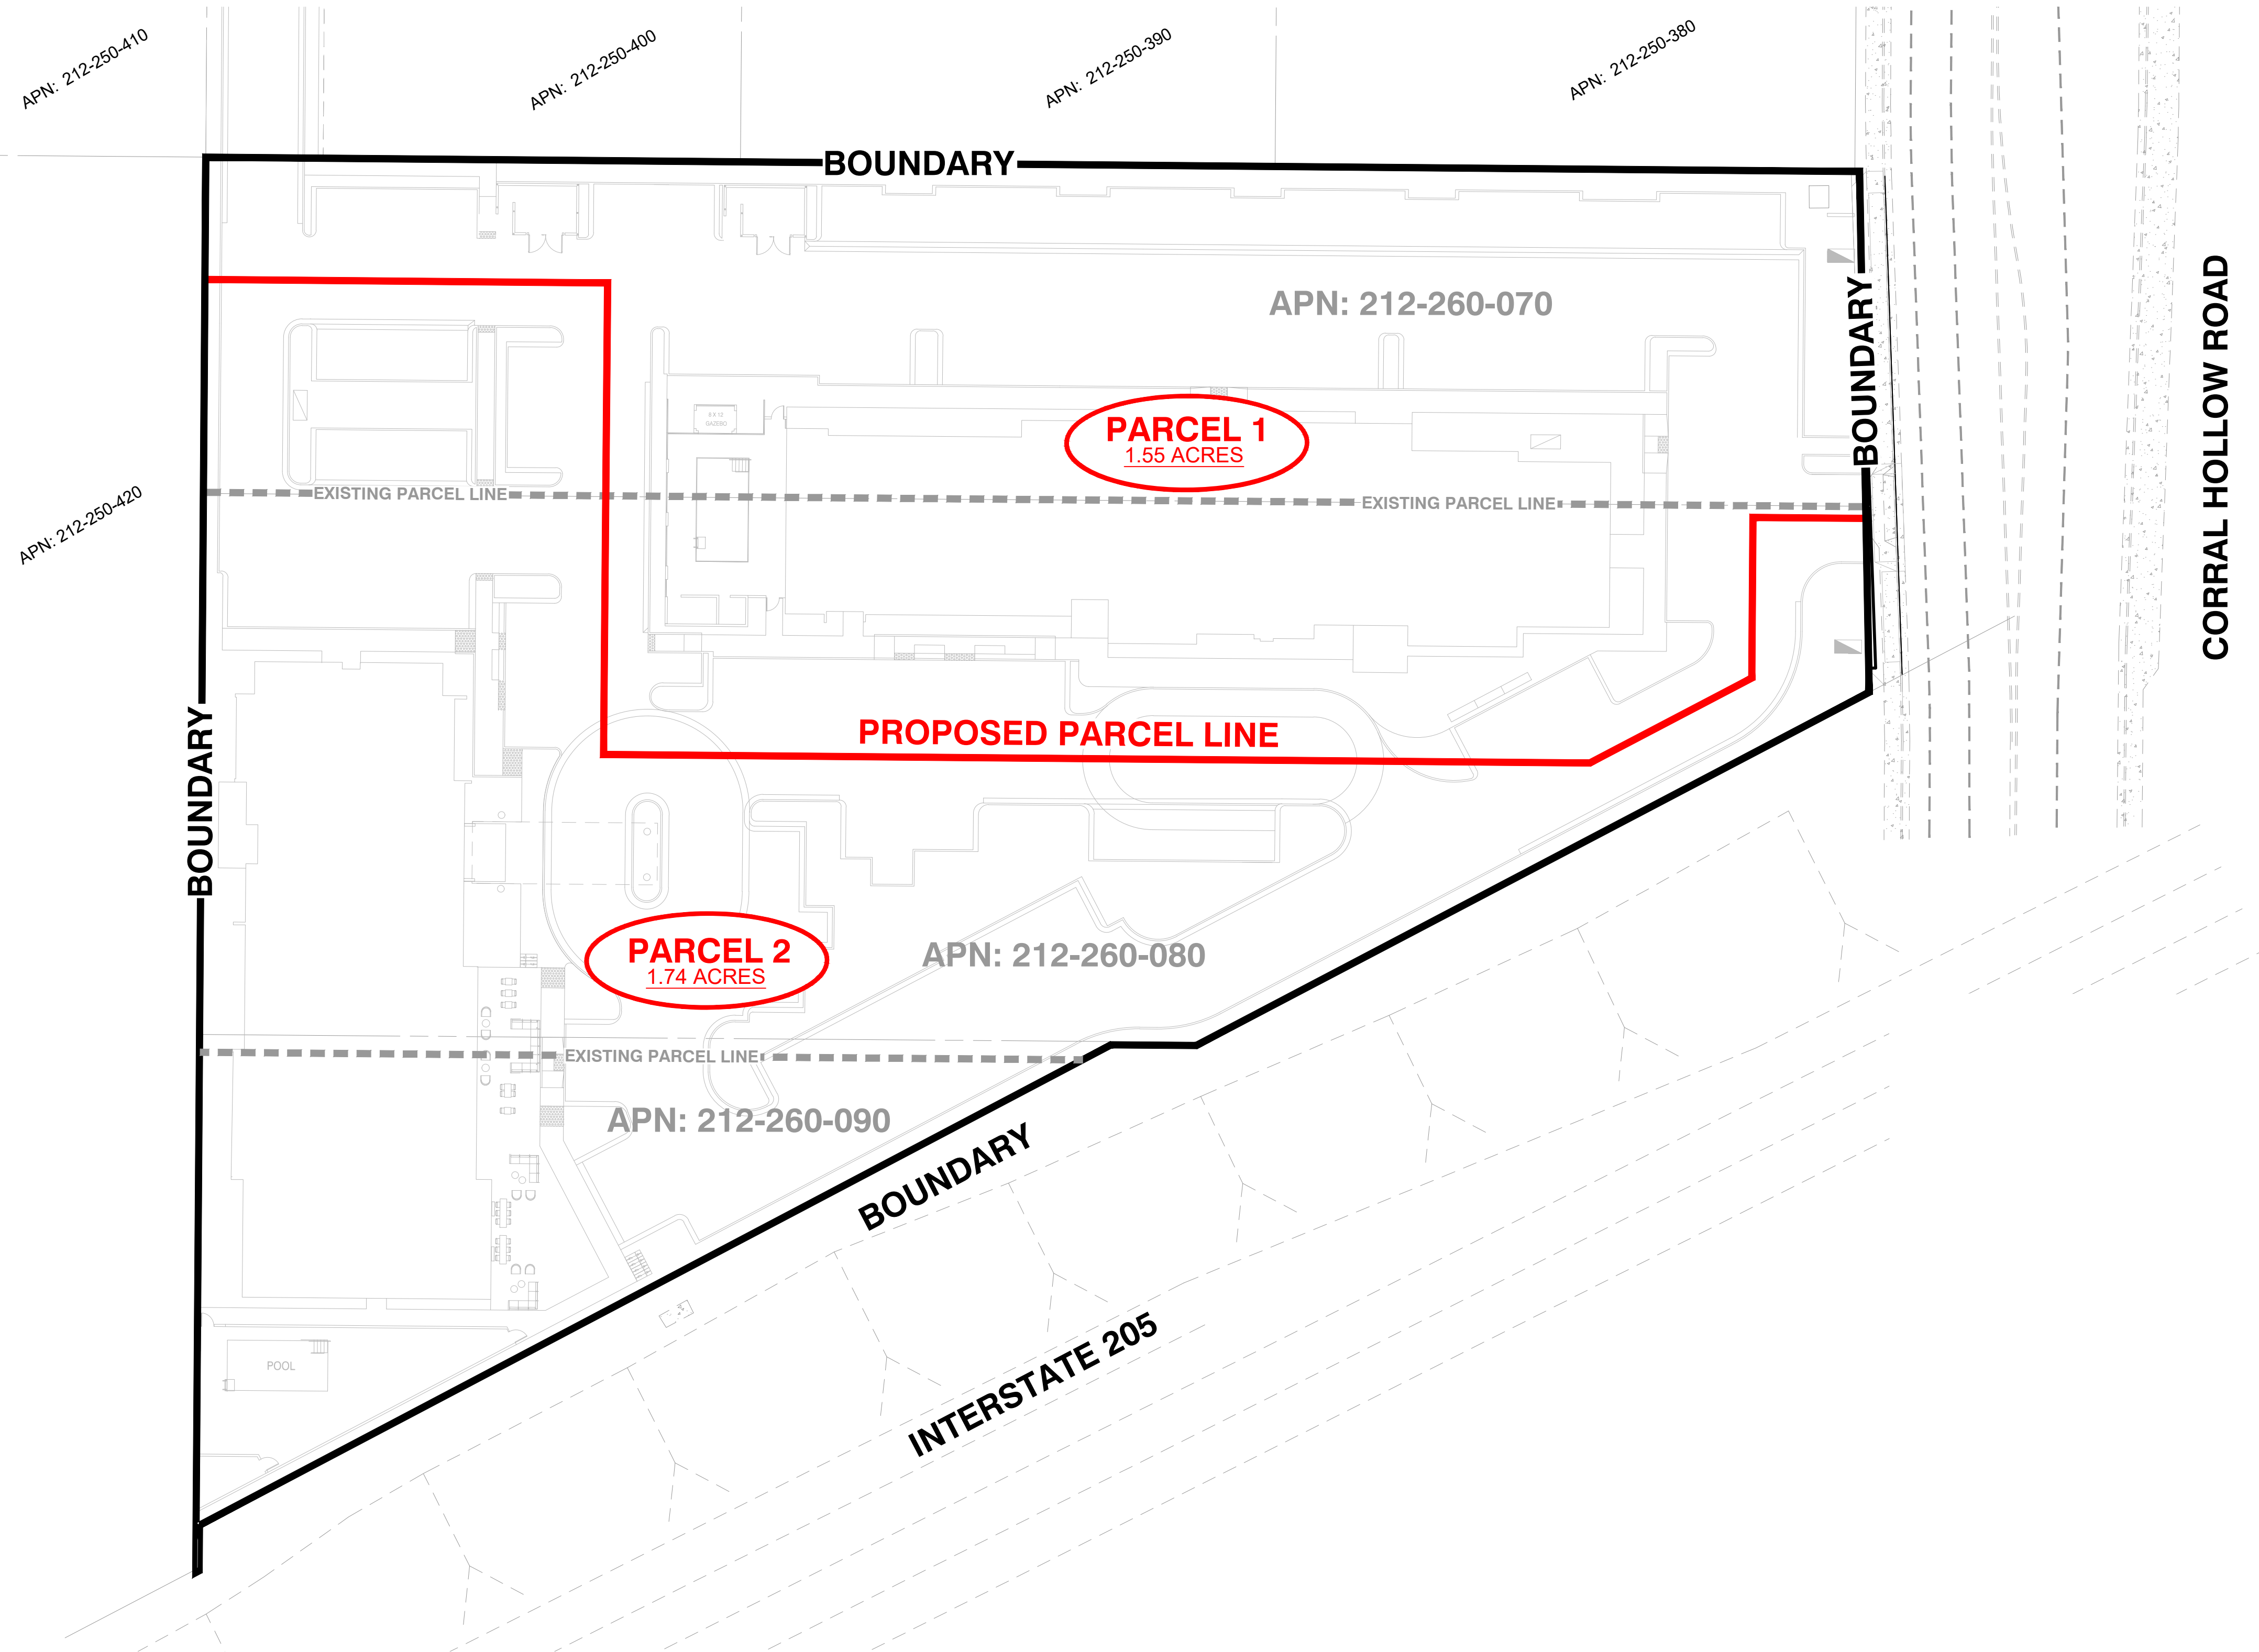 APN: 212-250-410
APN: 212-250-400
APN: 212-250-390
APN: 212-250-380
BOUNDARY
CORRAL HOLLOW ROAD
BOUNDARY
APN: 212-260-070
8 X 12
GAZEBO
PARCEL 1
1.55 ACRES
EXISTING PARCEL LINE
EXISTING PARCEL LINE
APN: 212-250-420
PROPOSED PARCEL LINE
BOUNDARY
PARCEL 2
1.74 ACRES
APN: 212-260-080
EXISTING PARCEL LINE
APN: 212-260-090
BOUNDARY
INTERSTATE 205
POOL